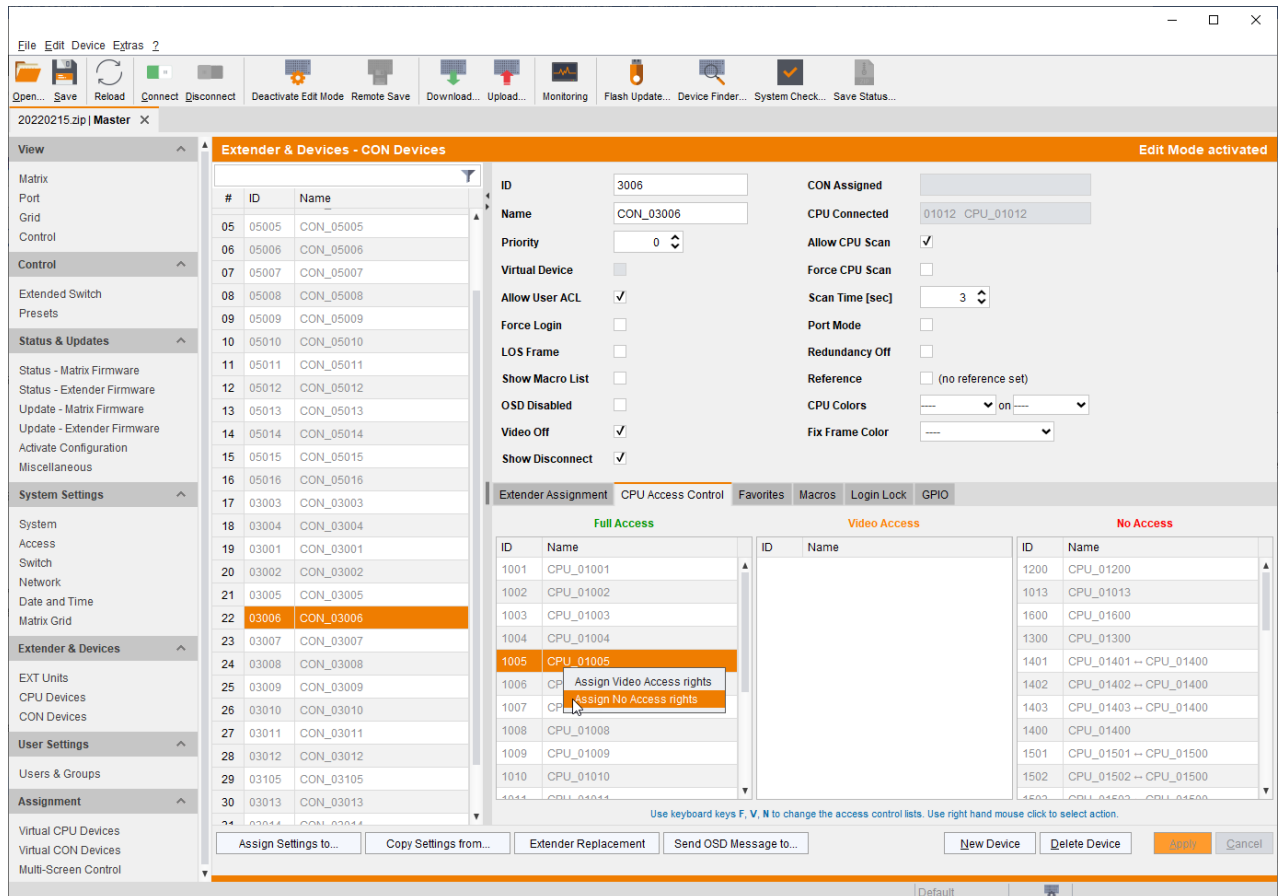 File Edit Device Extras ?
Open... Save Reload Connect Disconnect Deactivate Edit Mode Remote Save Download... Upload... Monitoring Flash Update... Device Finder... System Check... Save Status...
20220215.zip | Master
View
Matrix
Port
Grid
Control
Control
Extended Switch
Presets
Status & Updates
Status - Matrix Firmware
Status - Extender Firmware
Update - Matrix Firmware
Update - Extender Firmware
Activate Configuration
Miscellaneous
System Settings
System
Access
Switch
Network
Date and Time
Matrix Grid
Extender & Devices
EXT Units
CPU Devices
CON Devices
User Settings
Users & Groups
Assignment
Virtual CPU Devices
Virtual CON Devices
Multi-Screen Control
Extender & Devices - CON Devices Edit Mode activated
# ID Name
05 05005 CON_05005
06 05006 CON_05006
07 05007 CON_05007
08 05008 CON_05008
09 05009 CON_05009
10 05010 CON_05010
11 05011 CON_05011
12 05012 CON_05012
13 05013 CON_05013
14 05014 CON_05014
15 05015 CON_05015
16 05016 CON_05016
17 03003 CON_03003
18 03004 CON_03004
19 03001 CON_03001
20 03002 CON_03002
21 03005 CON_03005
22 03006 CON_03006
23 03007 CON_03007
24 03008 CON_03008
25 03009 CON_03009
26 03010 CON_03010
27 03011 CON_03011
28 03012 CON_03012
29 03105 CON_03105
30 03013 CON_03013
31 03014 CON_03014
ID 3006
Name CON_03006
Priority 0
Virtual Device
Allow User ACL
Force Login
LOS Frame
Show Macro List
OSD Disabled
Video Off
Show Disconnect
CON Assigned
CPU Connected 01012 CPU_01012
Allow CPU Scan
Force CPU Scan
Scan Time [sec] 3
Port Mode
Redundancy Off
Reference (no reference set)
CPU Colors ---- on ----
Fix Frame Color ----
Extender Assignment CPU Access Control Favorites Macros Login Lock GPIO
Full Access
ID Name
1001 CPU_01001
1002 CPU_01002
1003 CPU_01003
1004 CPU_01004
1005 CPU_01005
1006 CP
1007 CP
1008 CPU_01008
1009 CPU_01009
1010 CPU_01010
1011 CPU_01011
Assign Video Access rights
Assign No Access rights
Video Access
ID Name
No Access
ID Name
1200 CPU_01200
1013 CPU_01013
1600 CPU_01600
1300 CPU_01300
1401 CPU_01401 ↔ CPU_01400
1402 CPU_01402 ↔ CPU_01400
1403 CPU_01403 ↔ CPU_01400
1400 CPU_01400
1501 CPU_01501 ↔ CPU_01500
1502 CPU_01502 ↔ CPU_01500
1503 CPU_01503 ↔ CPU_01500
Use keyboard keys F, V, N to change the access control lists. Use right hand mouse click to select action.
Assign Settings to... Copy Settings from... Extender Replacement Send OSD Message to... New Device Delete Device Apply Cancel
Default